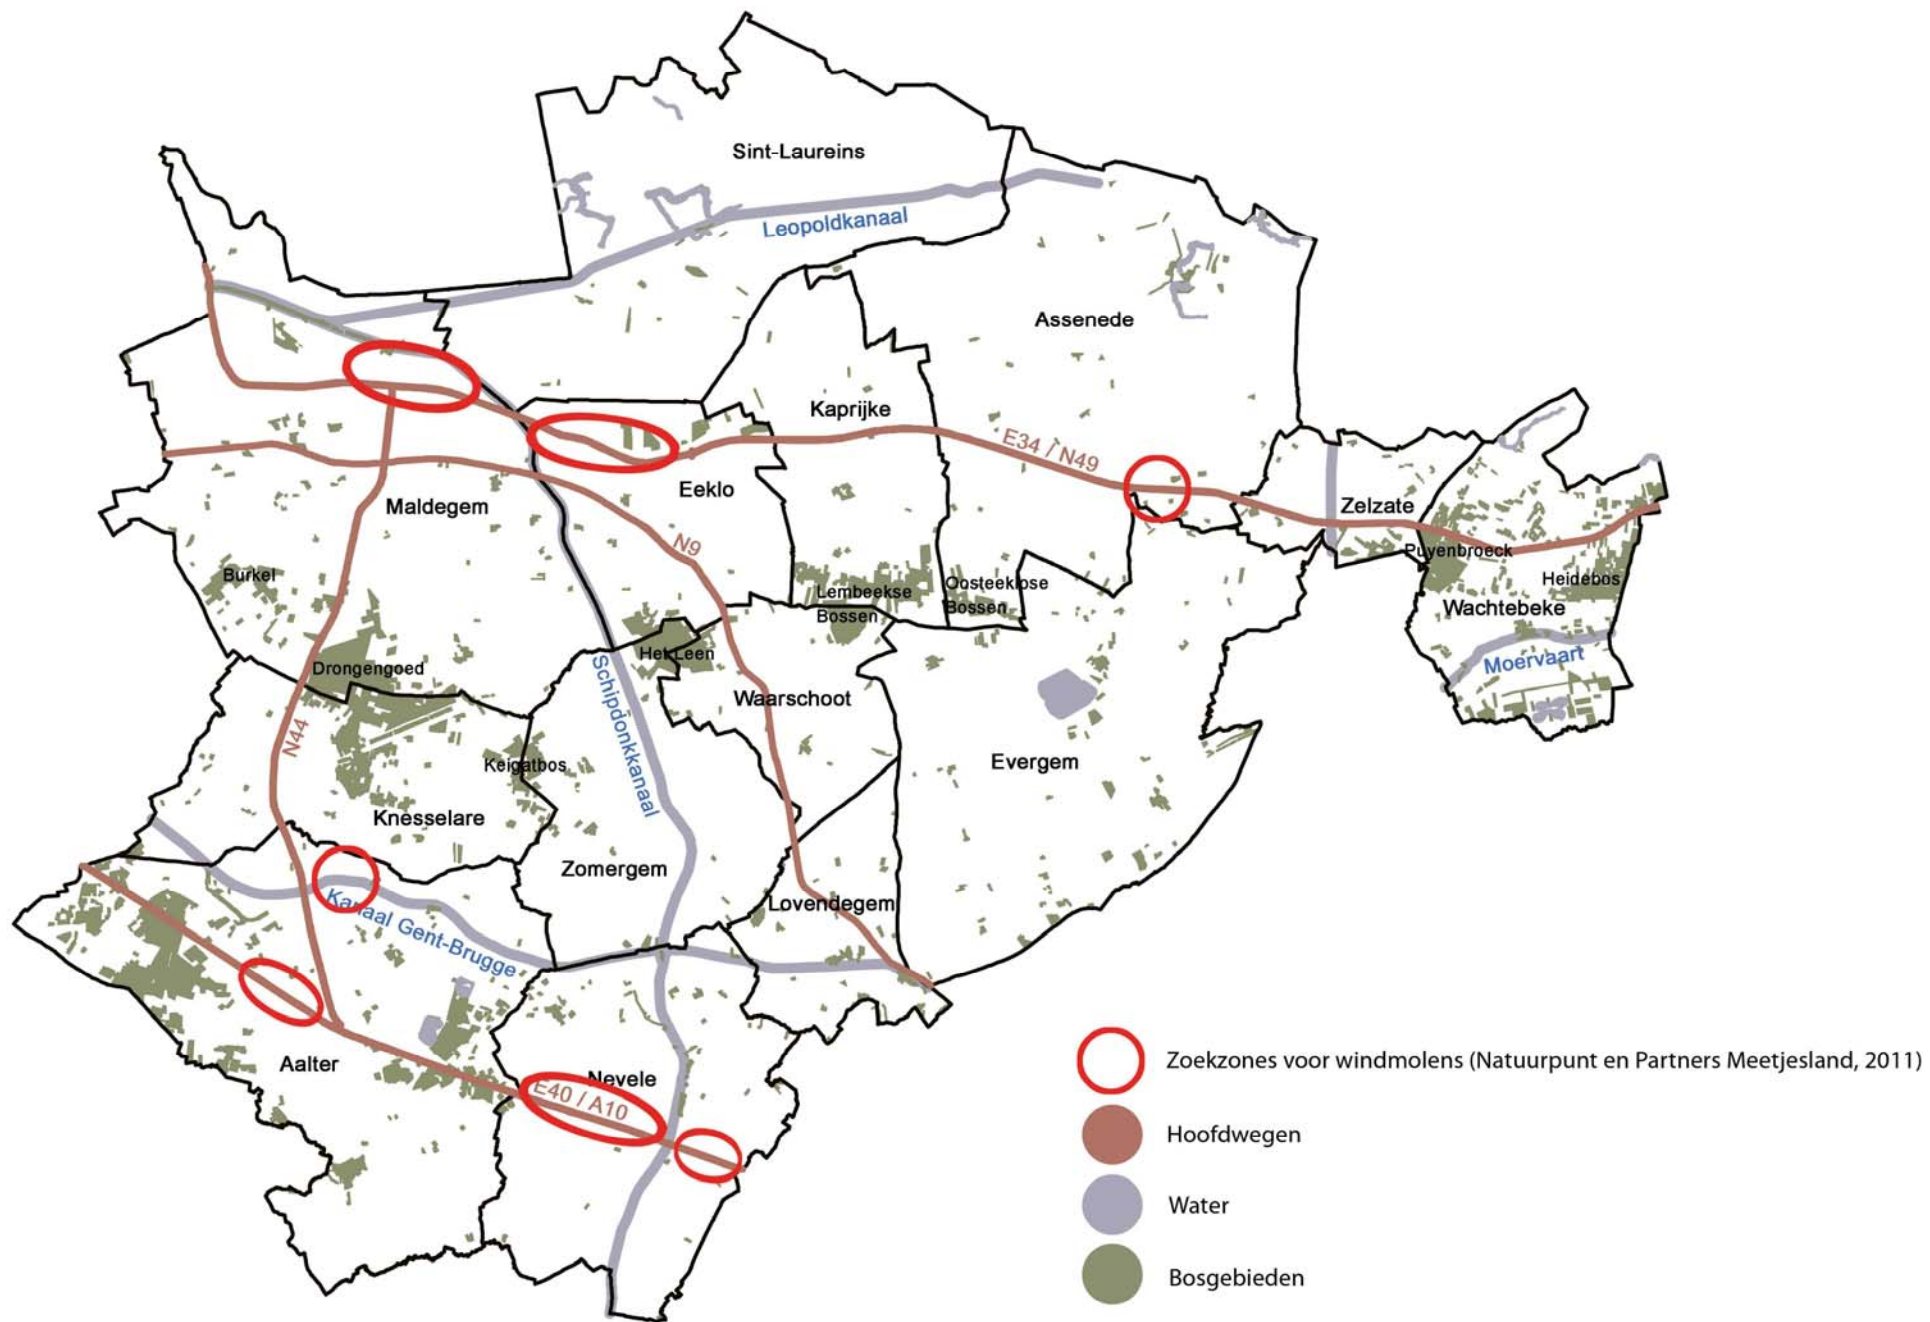 Sint-Laureins
Leopoldkanaal
Assenede
Kaprijke
E34 / N49
Eeklo
Maldegem
Zelzate
N9
Puyenbroeck
Burkel
Heidebos
Lembeekse
Bossen
Oosteeklose
Bossen
Wachtebeke
Het Leen
Moervaart
Drongengoed
Schipdonkkanaal
Waarschoot
N44
Keigatbos
Evergem
Knesselare
Zomergem
Lovendegem
Kanaal Gent-Brugge
Aalter
Nevele
E40 / A10
Zoekzones voor windmolens (Natuurpunt en Partners Meetjesland, 2011)
Hoofdwegen
Water
Bosgebieden